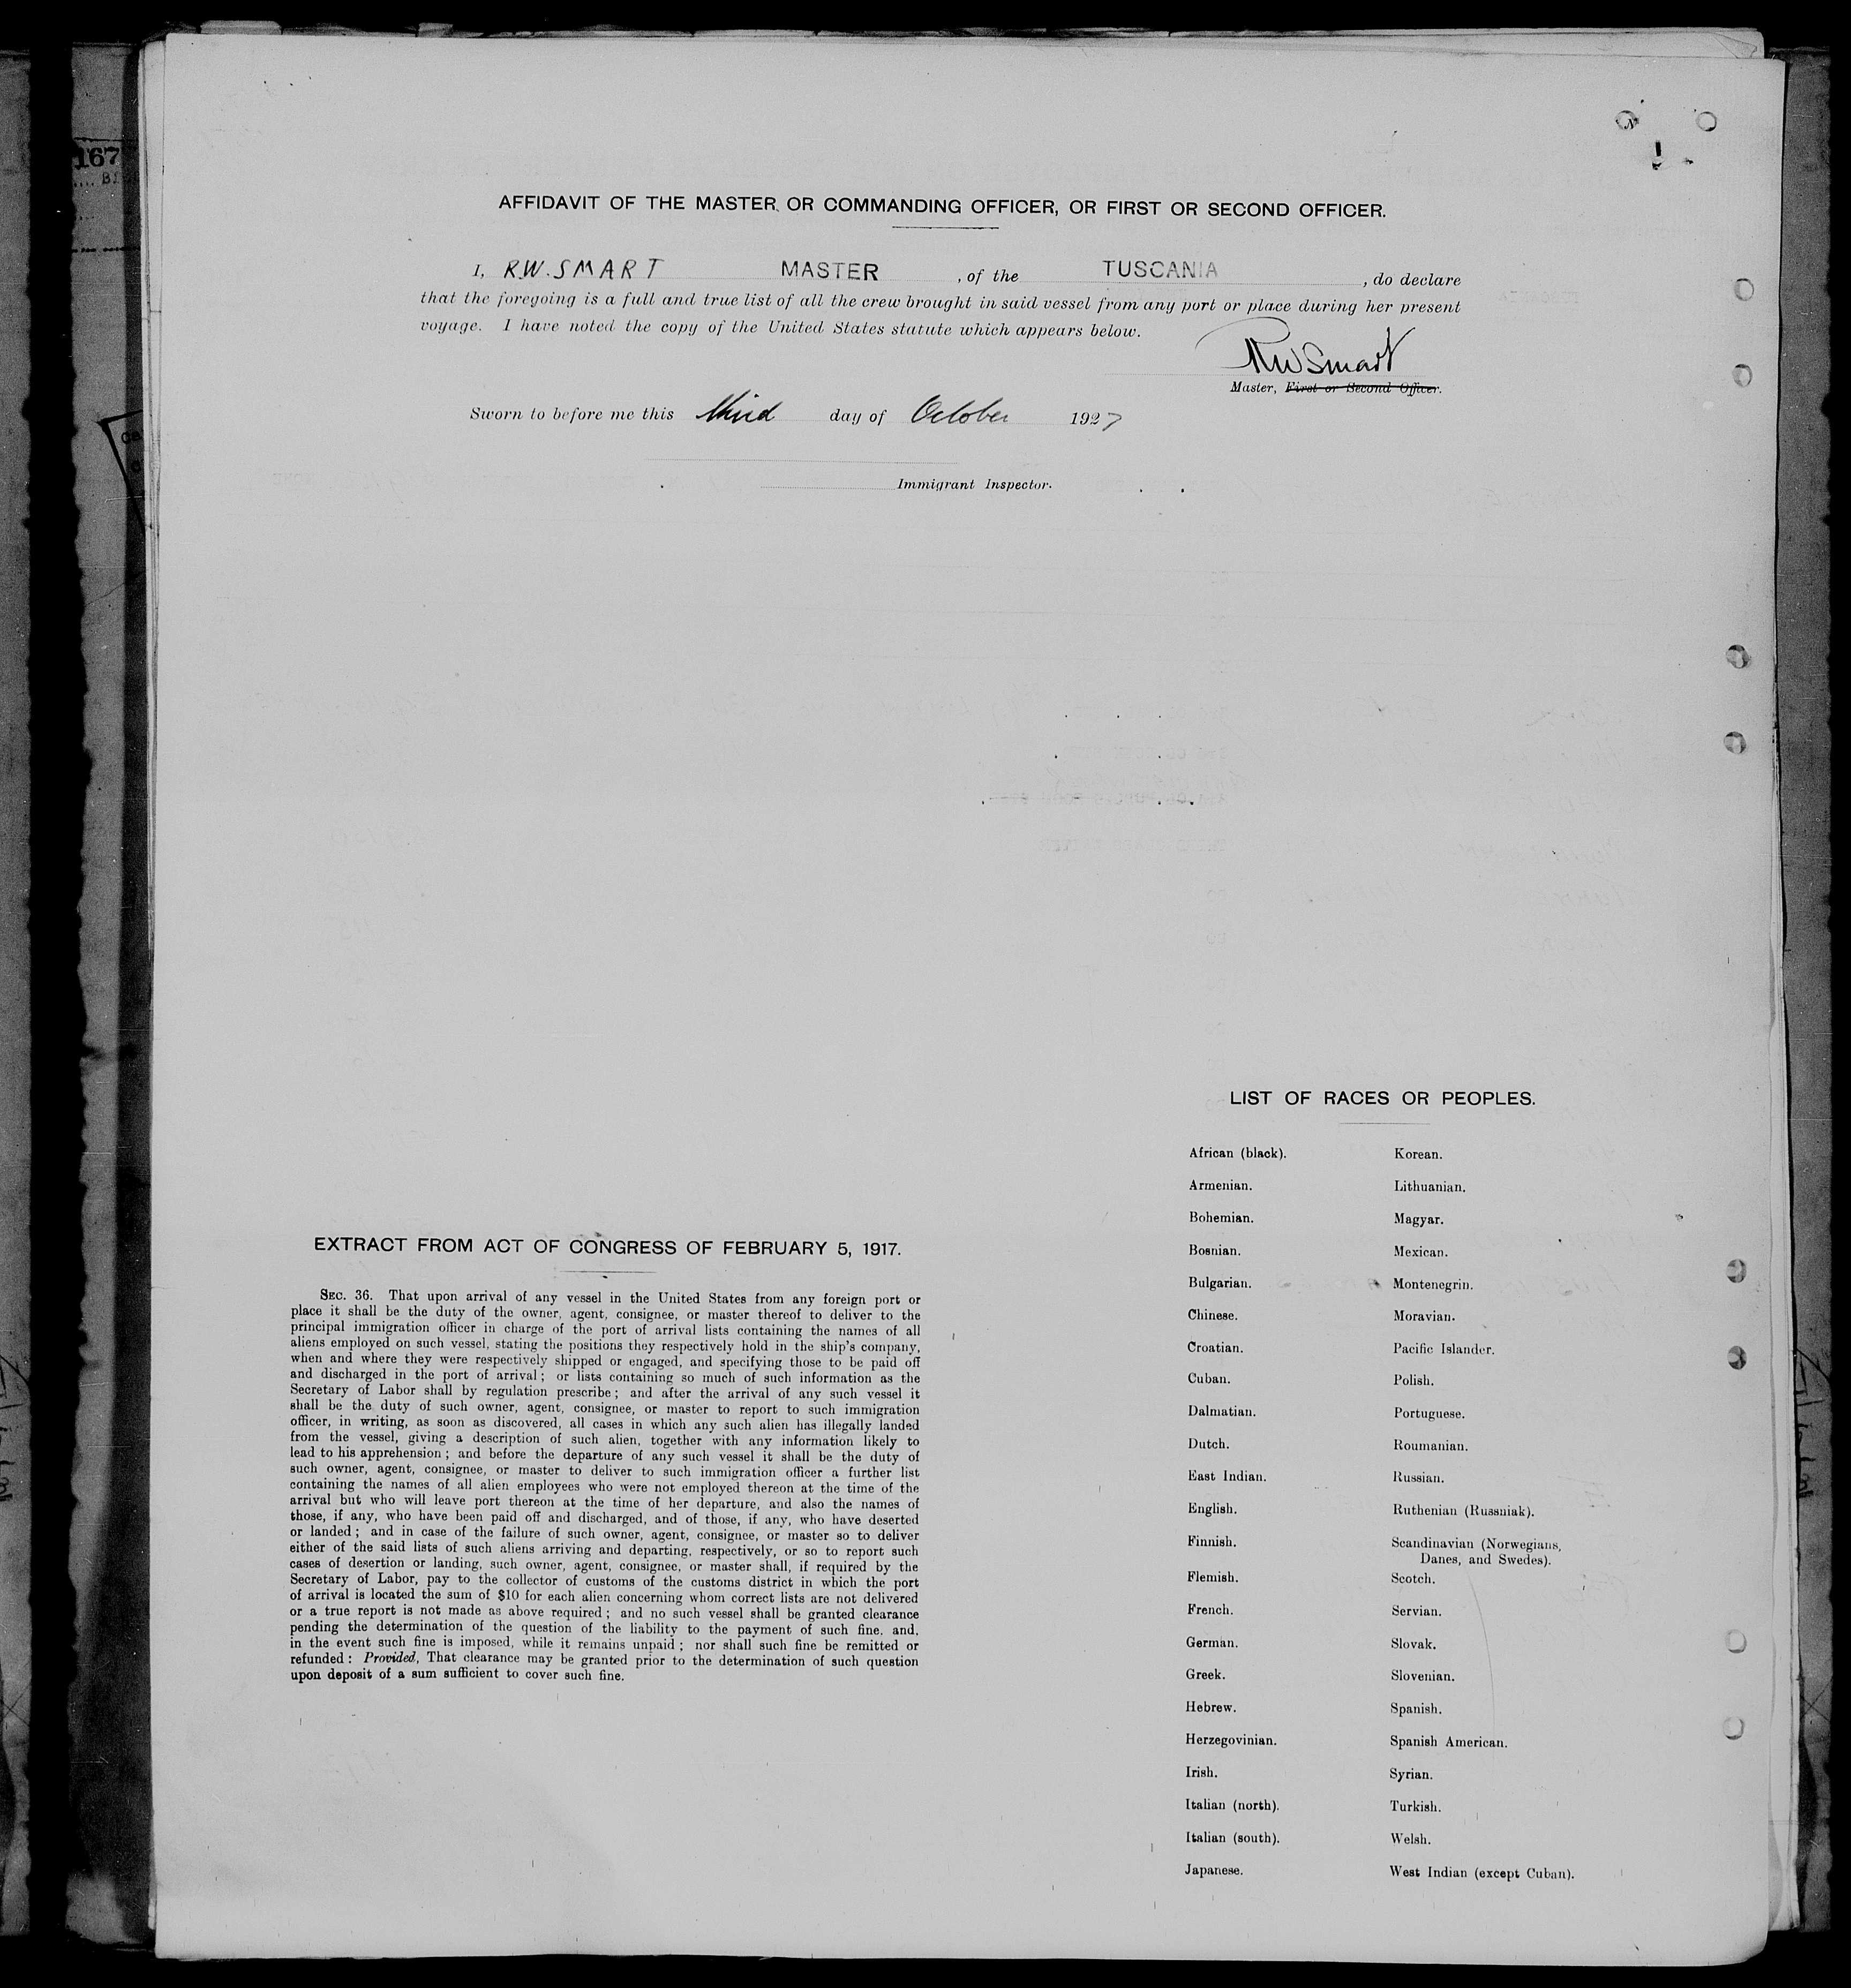 167
AFFIDAVIT OF THE MASTER OR COMMANDING OFFICER, OR FIRST OR SECOND OFFICER.
I, R.W. SMART MASTER, of the TUSCANIA, do declare
that the foregoing is a full and true list of all the crew brought in said vessel from any port or place during her present
voyage. I have noted the copy of the United States statute which appears below.
RW Smart
Master, First or Second Officer.
Sworn to before me this third day of October 1927
Immigrant Inspector.
EXTRACT FROM ACT OF CONGRESS OF FEBRUARY 5, 1917.
SEC. 36. That upon arrival of any vessel in the United States from any foreign port or
place it shall be the duty of the owner, agent, consignee, or master thereof to deliver to the
principal immigration officer in charge of the port of arrival lists containing the names of all
aliens employed on such vessel, stating the positions they respectively hold in the ship's company,
when and where they were respectively shipped or engaged, and specifying those to be paid off
and discharged in the port of arrival; or lists containing so much of such information as the
Secretary of Labor shall by regulation prescribe; and after the arrival of any such vessel it
shall be the duty of such owner, agent, consignee, or master to report to such immigration
officer, in writing, as soon as discovered, all cases in which any such alien has illegally landed
from the vessel, giving a description of such alien, together with any information likely to
lead to his apprehension; and before the departure of any such vessel it shall be the duty of
such owner, agent, consignee, or master to deliver to such immigration officer a further list
containing the names of all alien employees who were not employed thereon at the time of the
arrival but who will leave port thereon at the time of her departure, and also the names of
those, if any, who have been paid off and discharged, and of those, if any, who have deserted
or landed; and in case of the failure of such owner, agent, consignee, or master so to deliver
either of the said lists of such aliens arriving and departing, respectively, or so to report such
cases of desertion or landing, such owner, agent, consignee, or master shall, if required by the
Secretary of Labor, pay to the collector of customs of the customs district in which the port
of arrival is located the sum of $10 for each alien concerning whom correct lists are not delivered
or a true report is not made as above required; and no such vessel shall be granted clearance
pending the determination of the question of the liability to the payment of such fine, and,
in the event such fine is imposed, while it remains unpaid; nor shall such fine be remitted or
refunded: Provided, That clearance may be granted prior to the determination of such question
upon deposit of a sum sufficient to cover such fine.
LIST OF RACES OR PEOPLES.
African (black).
Armenian.
Bohemian.
Bosnian.
Bulgarian.
Chinese.
Croatian.
Cuban.
Dalmatian.
Dutch.
East Indian.
English.
Finnish.
Flemish.
French.
German.
Greek.
Hebrew.
Herzegovinian.
Irish.
Italian (north).
Italian (south).
Japanese.
Korean.
Lithuanian.
Magyar.
Mexican.
Montenegrin.
Moravian.
Pacific Islander.
Polish.
Portuguese.
Roumanian.
Russian.
Ruthenian (Russniak).
Scandinavian (Norwegians,
Danes, and Swedes).
Scotch.
Servian.
Slovak.
Slovenian.
Spanish.
Spanish American.
Syrian.
Turkish.
Welsh.
West Indian (except Cuban).